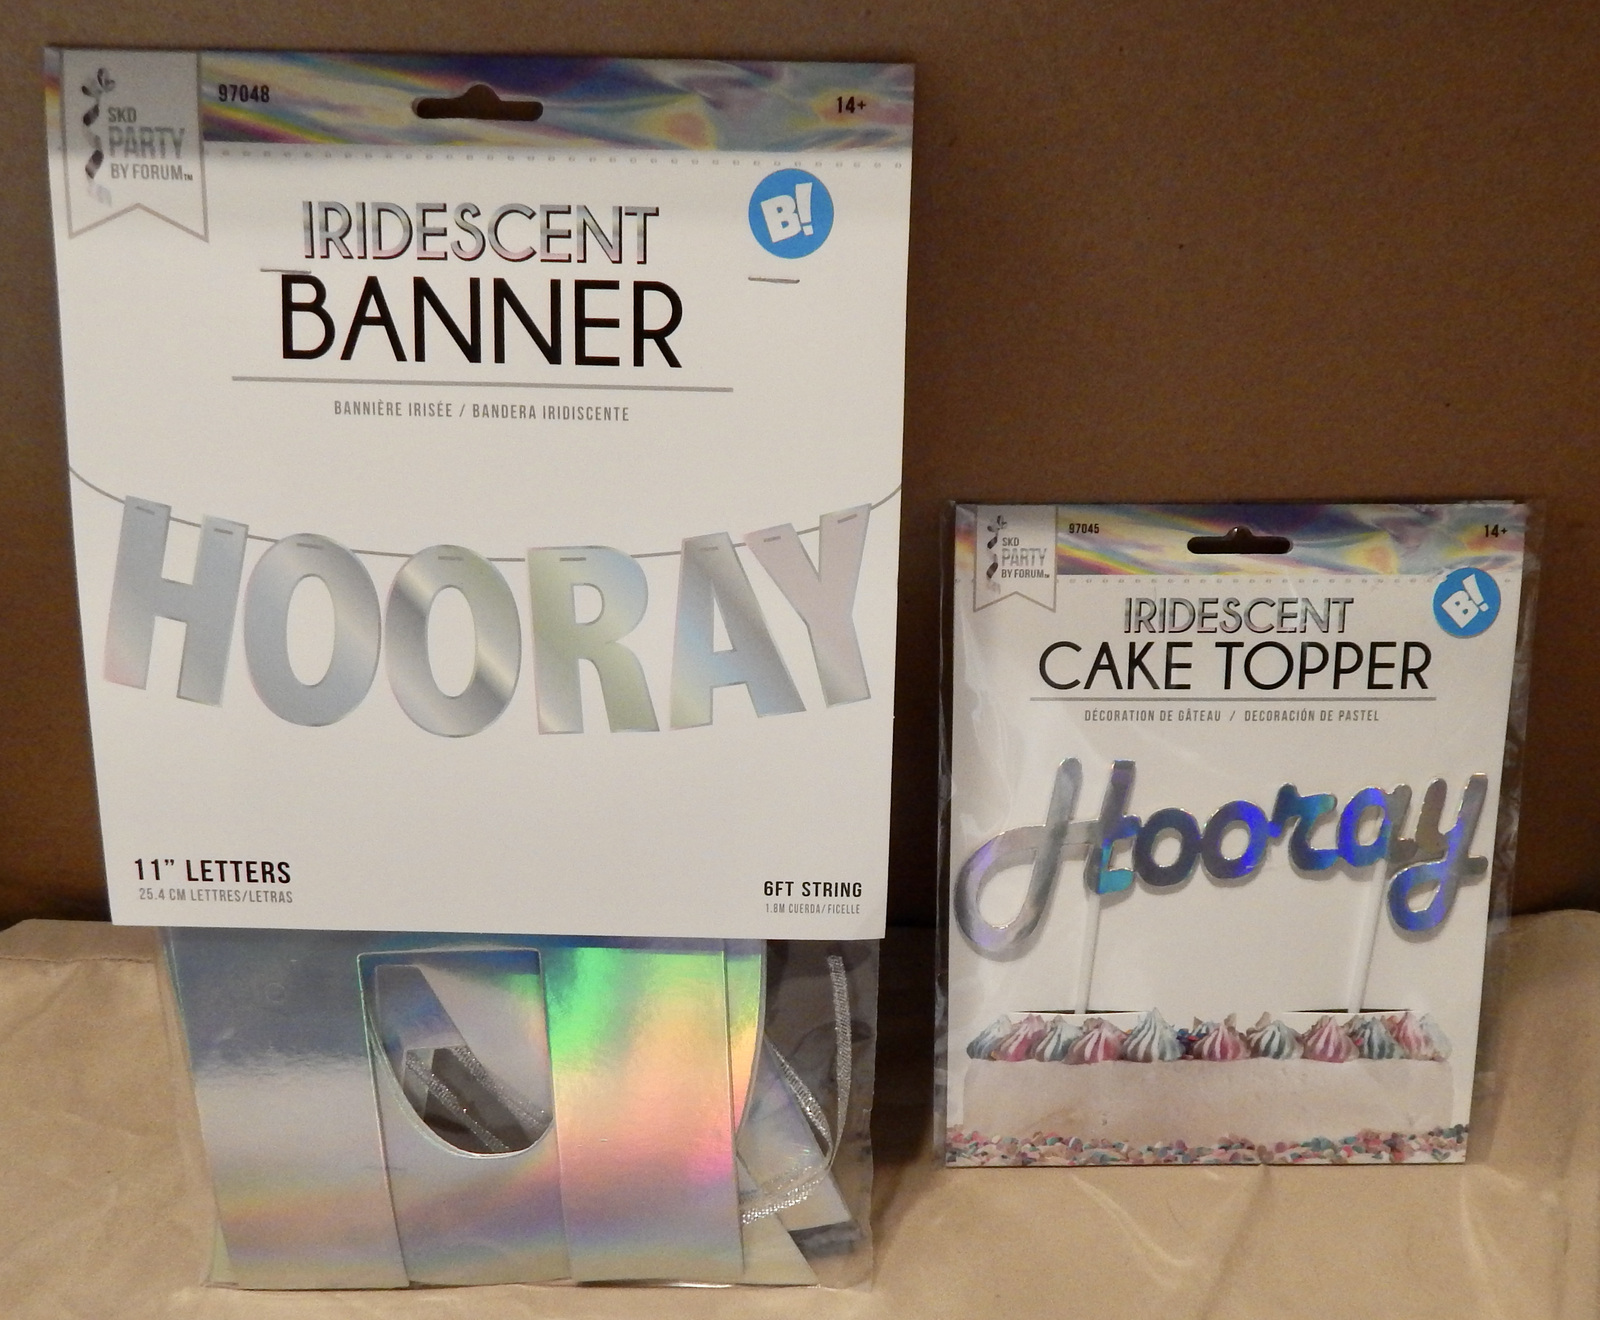 97048
14+
SKD
PARTY
BY FORUM™
B!
IRIDESCENT
BANNER
BANNIÈRE IRISÉE / BANDERA IRIDISCENTE
HOORAY
11” LETTERS
25.4 CM LETTRES/LETRAS
6FT STRING
1.8M CUERDA/FICELLE
97045
14+
SKD
PARTY
BY FORUM™
B!
IRIDESCENT
CAKE TOPPER
DÉCORATION DE GÂTEAU / DECORACIÓN DE PASTEL
Hooray